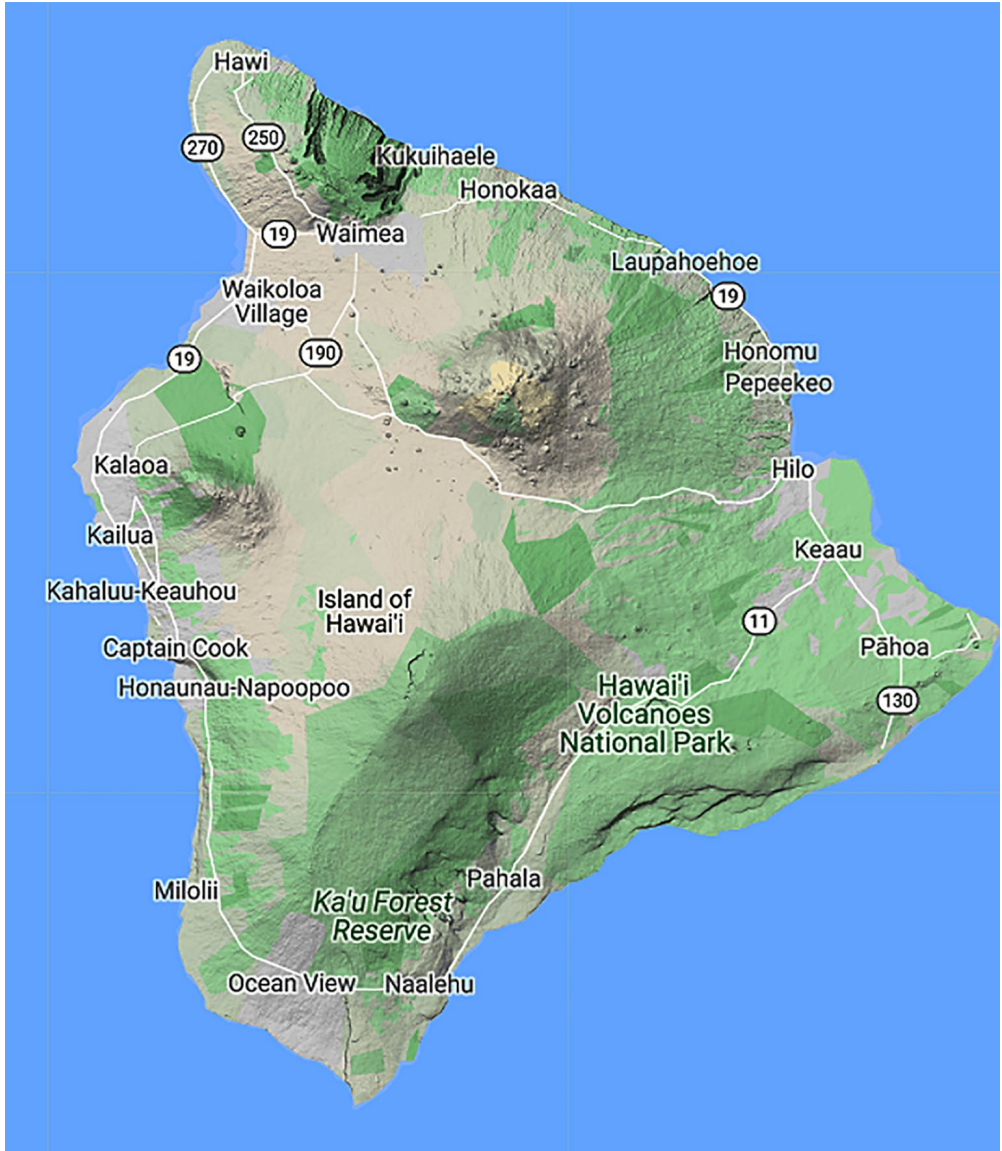 Hawi
270
250
Kukuihaele
Honokaa
19
Waimea
Laupahoehoe
Waikoloa
Village
19
19
190
Honomu
Pepeekeo
Kalaoa
Hilo
Kailua
Keaau
Kahaluu-Keauhou
Island of
Hawai'i
11
Captain Cook
Pāhoa
Honaunau-Napoopoo
Hawai'i
Volcanoes
National Park
130
Milolii
Pahala
Ka'u Forest
Reserve
Ocean View
Naalehu